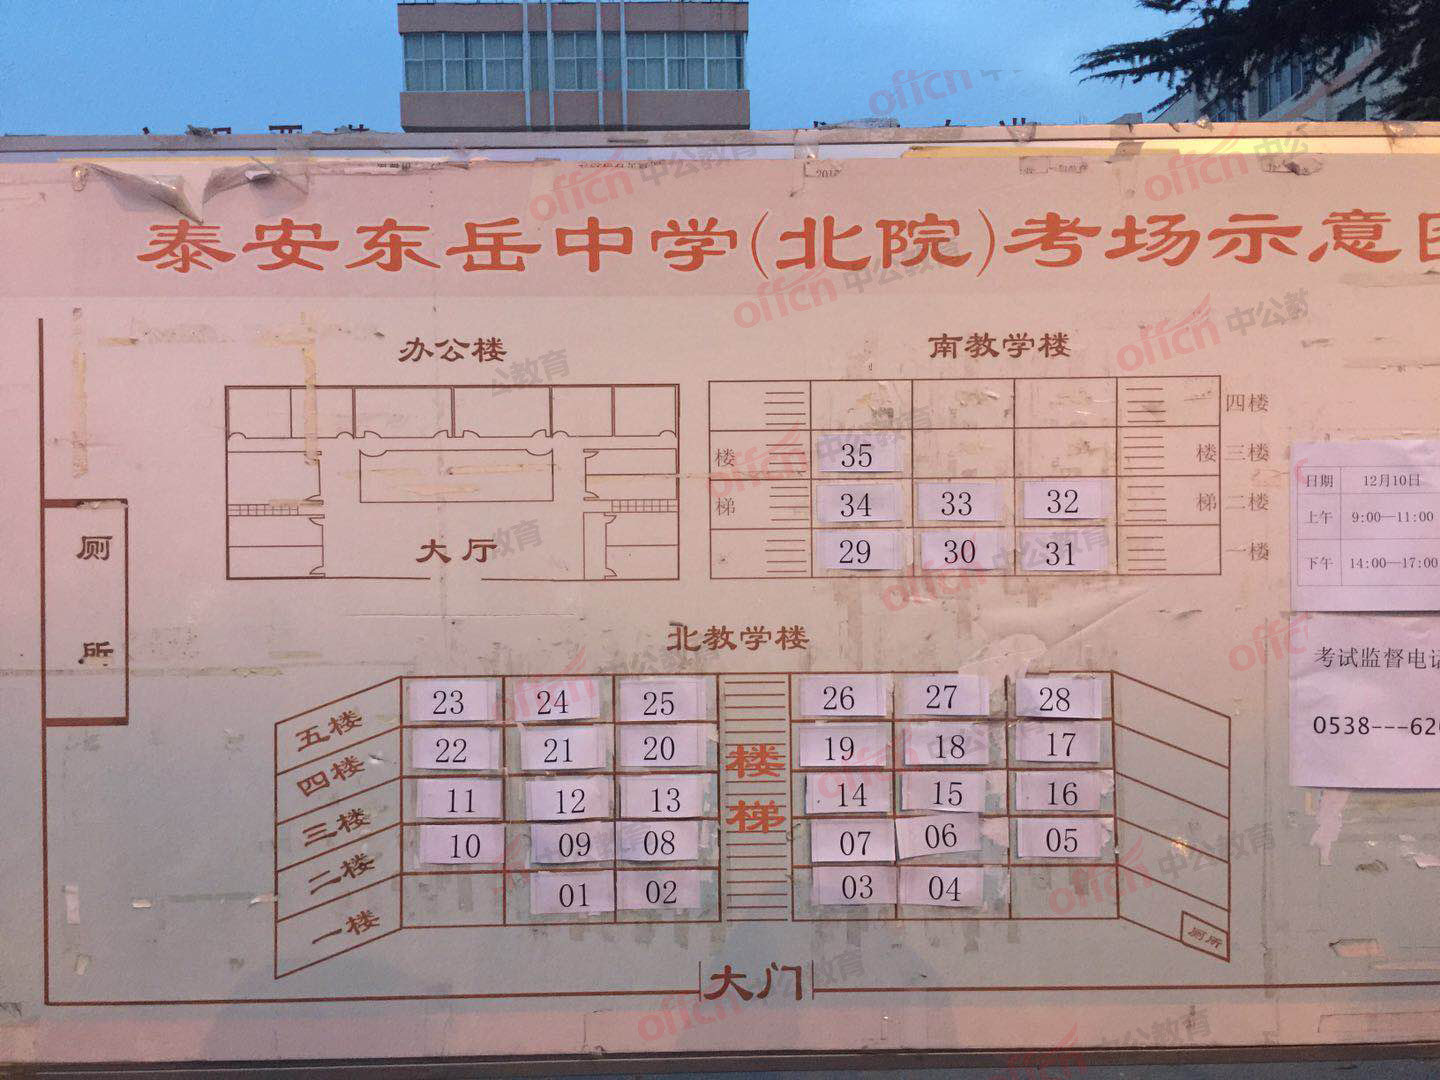 泰安东岳中学(北院)考场示意
办公楼
南教学楼
四楼
楼 35 楼 三楼
梯 34 33 32 梯 二楼
29 30 31 一楼
大厅
厕所
日期 12月10日
上午 9:00—11:00
下午 14:00—17:00
考试监督电话
0538---62
北教学楼
五楼 23 24 25 26 27 28
四楼 22 21 20 19 18 17
三楼 11 12 13 14 15 16
二楼 10 09 08 07 06 05
一楼 01 02 03 04
楼梯
厕所
大门
offcn 中公教育